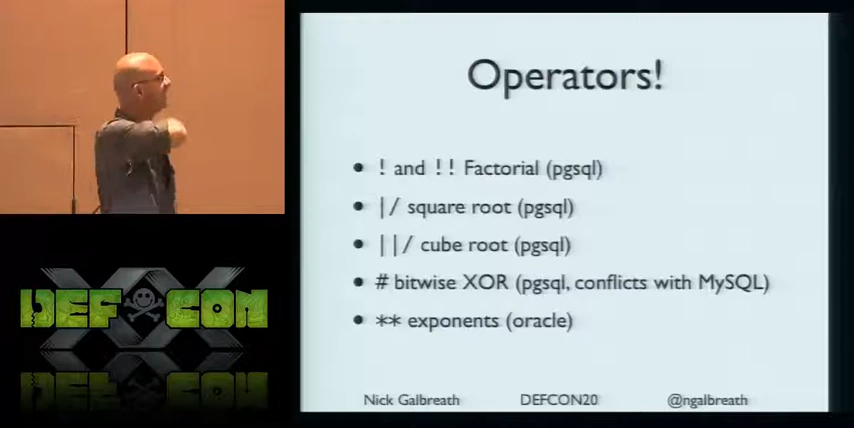 Operators!
• ! and !! Factorial (pgsql)
• |/ square root (pgsql)
• ||/ cube root (pgsql)
• # bitwise XOR (pgsql, conflicts with MySQL)
• ** exponents (oracle)
Nick Galbreath DEFCON20 @ngalbreath
XX
DEF CON